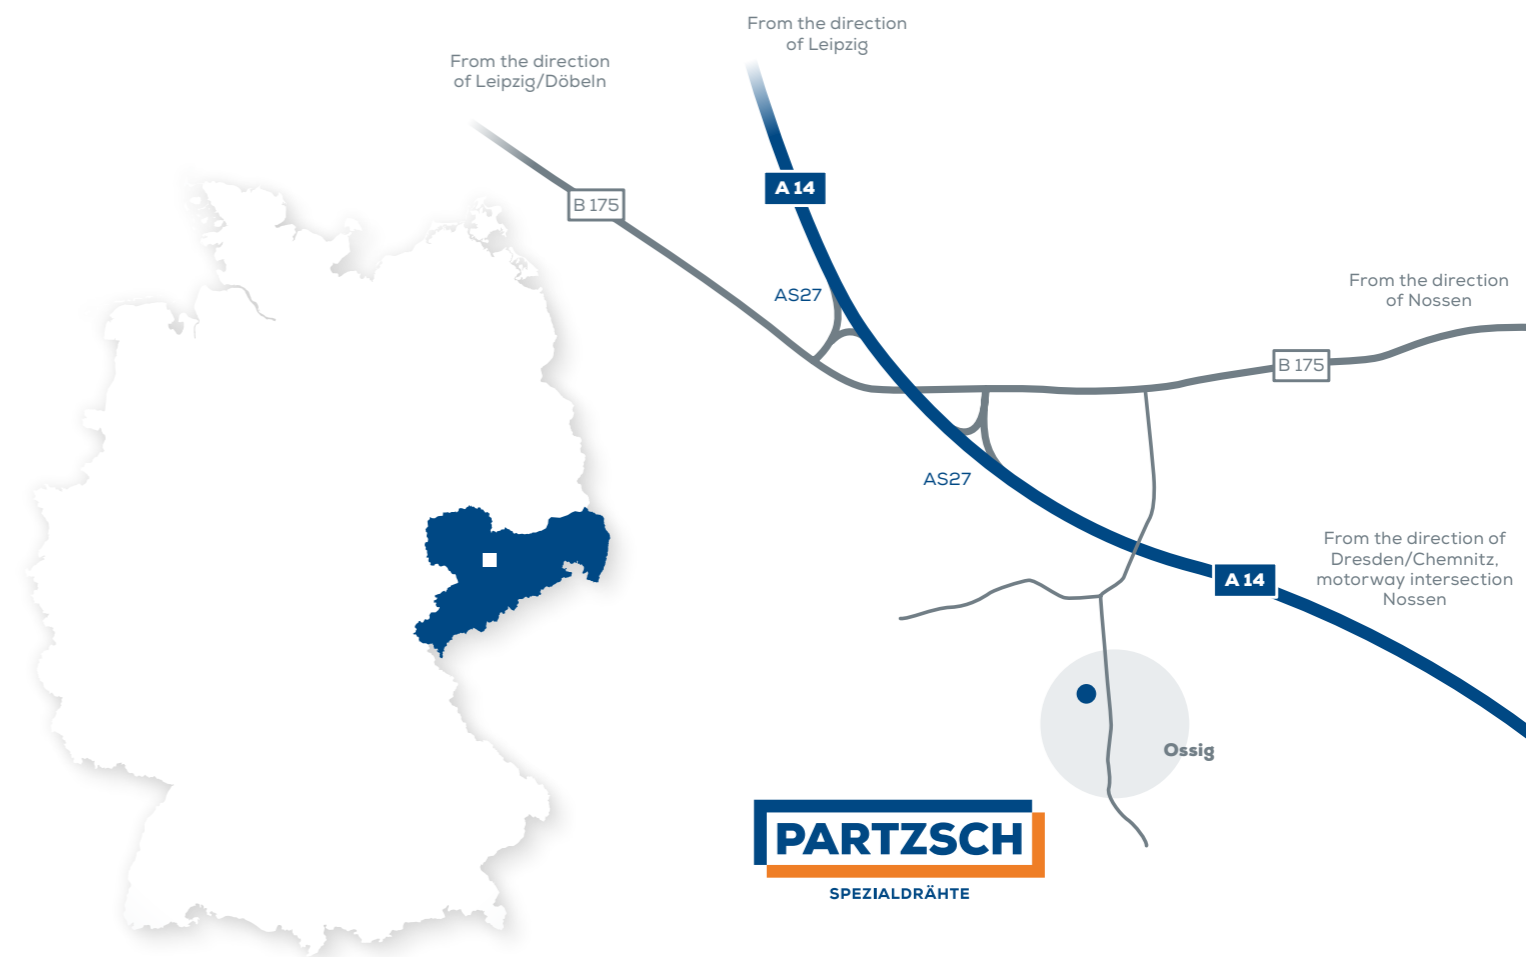 From the direction
of Leipzig
From the direction
of Leipzig/Döbeln
A 14
B 175
AS27
From the direction
of Nossen
B 175
AS27
From the direction of
Dresden/Chemnitz,
motorway intersection
Nossen
A 14
Ossig
PARTZSCH
SPEZIALDRÄHTE